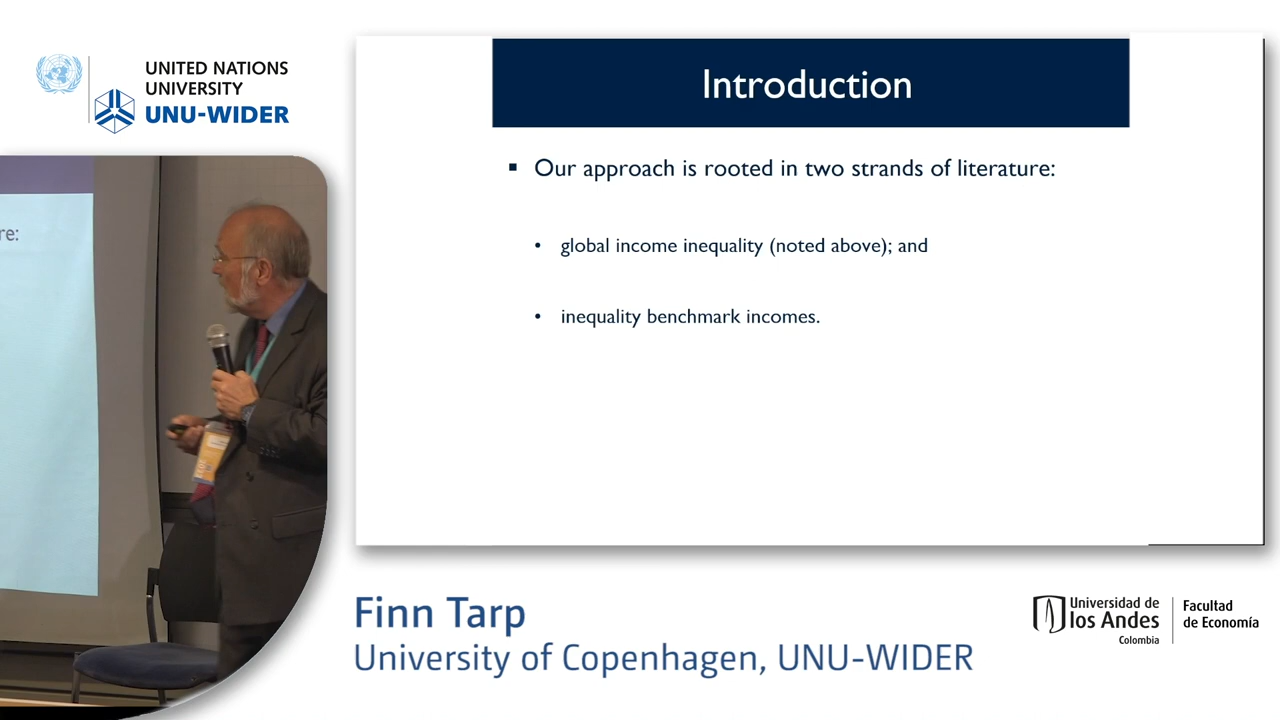 UNITED NATIONS
UNIVERSITY
UNU-WIDER
re:
Introduction
▪ Our approach is rooted in two strands of literature:
• global income inequality (noted above); and
• inequality benchmark incomes.
Finn Tarp
University of Copenhagen, UNU-WIDER
Universidad de
los Andes
Colombia
Facultad
de Economía